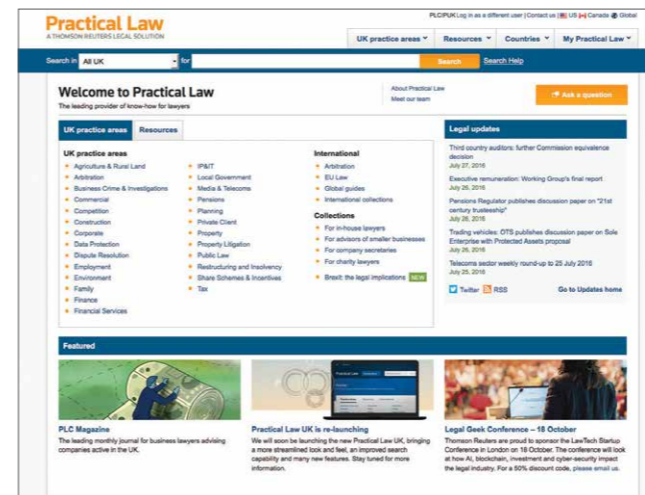 PLCIPUK Log in as a different user | Contact us | US Canada Global
Practical Law
A THOMSON REUTERS LEGAL SOLUTION
UK practice areas Resources Countries My Practical Law
Search in All UK for Search Search Help
Welcome to Practical Law
The leading provider of know-how for lawyers
About Practical Law
Meet our team
Ask a question
UK practice areas Resources
UK practice areas
Agriculture & Rural Land
Arbitration
Business Crime & Investigations
Commercial
Competition
Construction
Corporate
Data Protection
Dispute Resolution
Employment
Environment
Family
Finance
Financial Services
IP&IT
Local Government
Media & Telecoms
Pensions
Planning
Private Client
Property
Property Litigation
Public Law
Restructuring and Insolvency
Share Schemes & Incentives
Tax
International
Arbitration
EU Law
Global guides
International collections
Collections
For in-house lawyers
For advisors of smaller businesses
For company secretaries
For charity lawyers
Brexit: the legal implications NEW
Legal updates
Third country auditors: further Commission equivalence
decision
July 27, 2016
Executive remuneration: Working Group's final report
July 26, 2016
Pensions Regulator publishes discussion paper on "21st
century trusteeship"
July 26, 2016
Trading vehicles: OTS publishes discussion paper on Sole
Enterprise with Protected Assets proposal
July 26, 2016
Telecoms sector weekly round-up to 25 July 2016
July 25, 2016
Twitter RSS Go to Updates home
Featured
PLC Magazine
The leading monthly journal for business lawyers advising
companies active in the UK.
Practical Law UK is re-launching
We will soon be launching the new Practical Law UK, bringing
a more streamlined look and feel, an improved search
capability and many new features. Stay tuned for more
information.
Legal Geek Conference – 18 October
Thomson Reuters are proud to sponsor the LawTech Startup
Conference in London on 18 October. The conference will look
at how AI, blockchain, investment and cyber-security impact
the legal industry. For a 50% discount code, please email us.